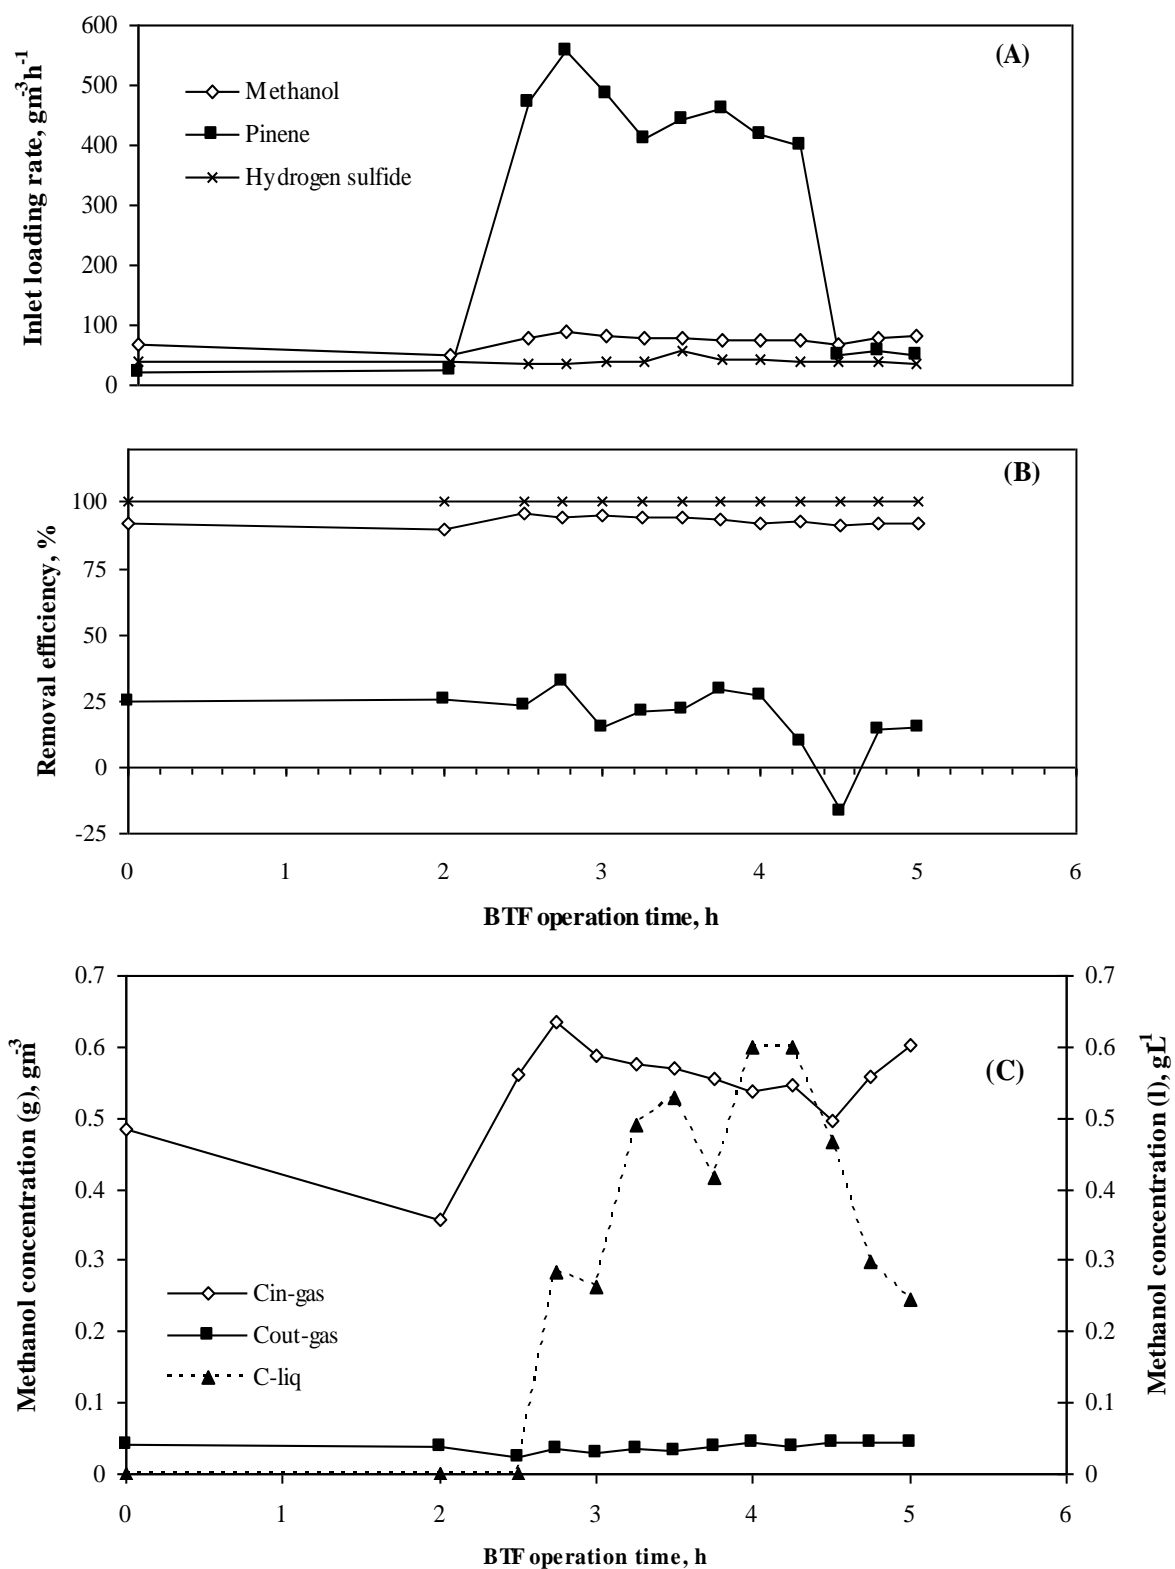 600
500
400
300
200
100
0
Inlet loading rate, gm-3h-1
(A)
Methanol
Pinene
Hydrogen sulfide
100
75
50
25
0
-25
Removal efficiency, %
(B)
0 1 2 3 4 5 6
BTF operation time, h
0.7
0.6
0.5
0.4
0.3
0.2
0.1
0
Methanol concentration (g), gm-3
(C)
Cin-gas
Cout-gas
C-liq
0.7
0.6
0.5
0.4
0.3
0.2
0.1
0
Methanol concentration (l), gL-1
0 1 2 3 4 5 6
BTF operation time, h